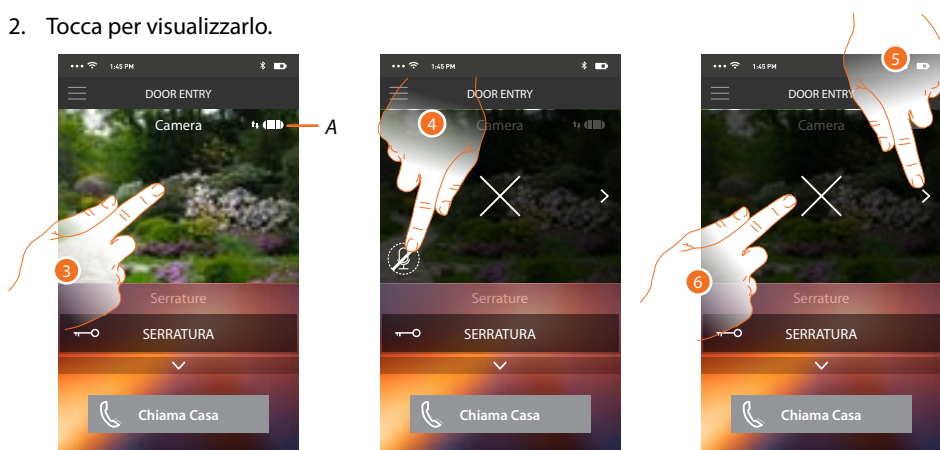 2. Tocca per visualizzarlo.
1:45 PM
DOOR ENTRY
Camera
A
3
Serrature
SERRATURA
Chiama Casa
1:45 PM
DOOR ENTRY
4
Camera
Serrature
SERRATURA
Chiama Casa
5
1:45 PM
DOOR ENTRY
Camera
6
Serrature
SERRATURA
Chiama Casa